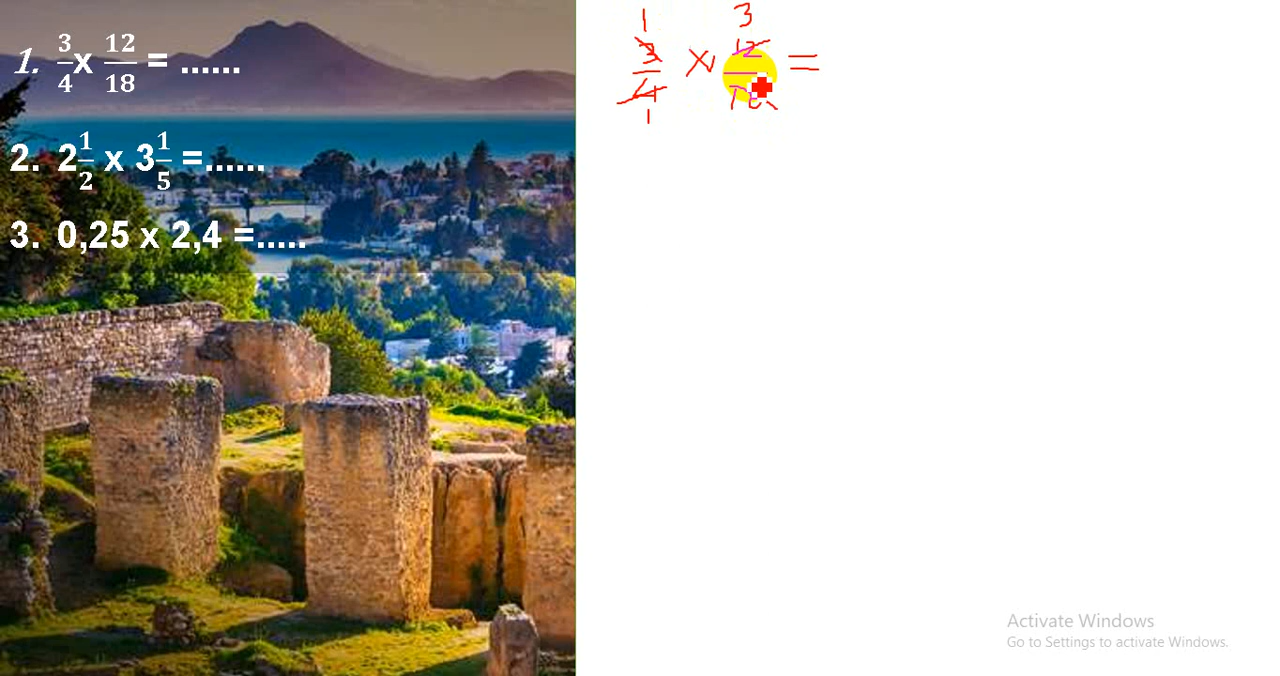 1. 3/4 x 12/18 = ......
2. 2 1/2 x 3 1/5 =......
3. 0,25 x 2,4 =.....
1 3
3/4 x 12/18 =
1
Activate Windows
Go to Settings to activate Windows.